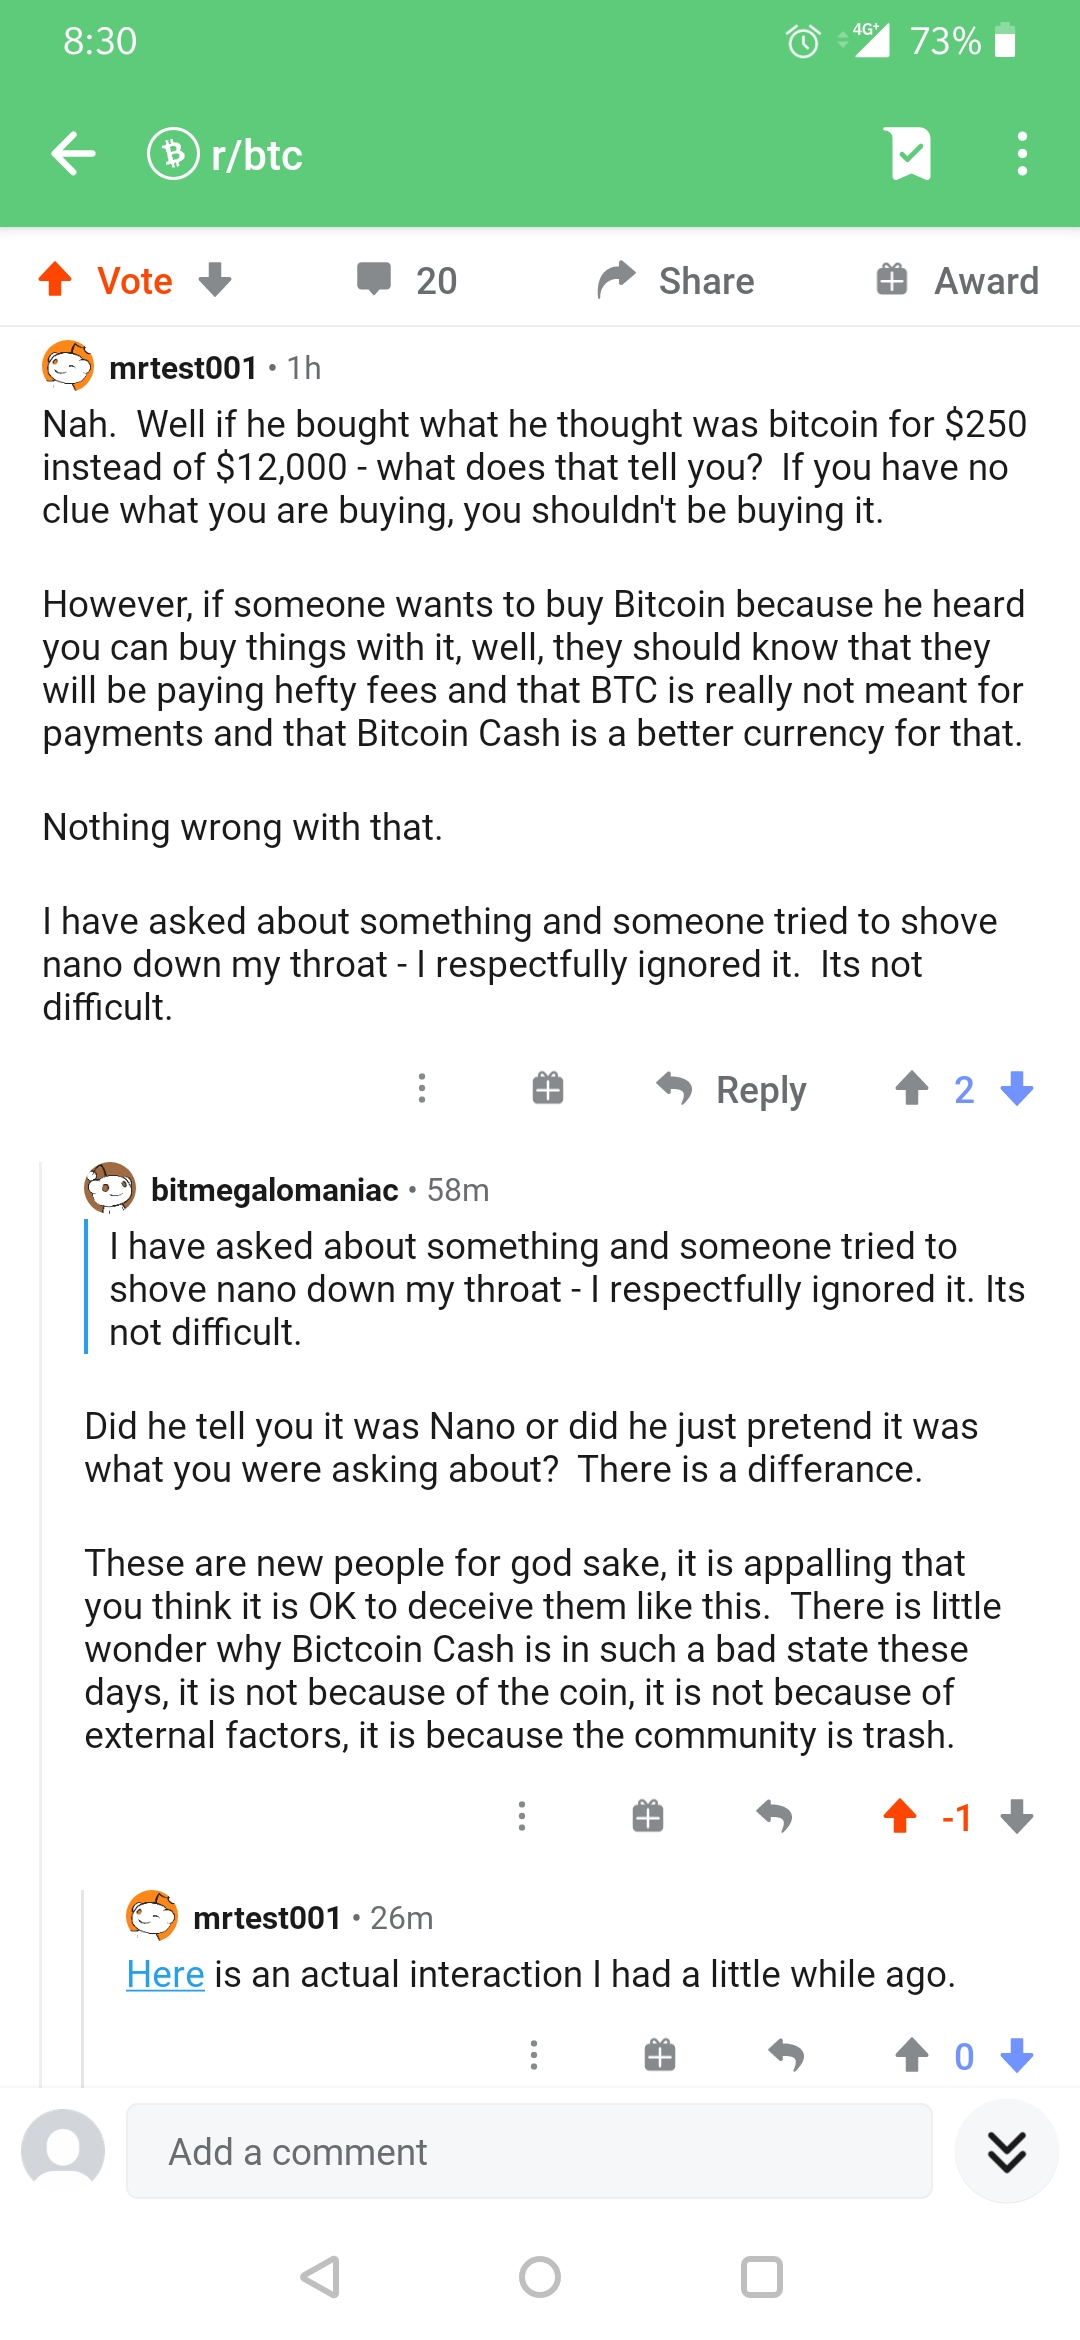 8:30
4G+ 73%
r/btc
Vote 20 Share Award
mrtest001 • 1h
Nah. Well if he bought what he thought was bitcoin for $250
instead of $12,000 - what does that tell you? If you have no
clue what you are buying, you shouldn't be buying it.
However, if someone wants to buy Bitcoin because he heard
you can buy things with it, well, they should know that they
will be paying hefty fees and that BTC is really not meant for
payments and that Bitcoin Cash is a better currency for that.
Nothing wrong with that.
I have asked about something and someone tried to shove
nano down my throat - I respectfully ignored it. Its not
difficult.
Reply 2
bitmegalomaniac • 58m
I have asked about something and someone tried to
shove nano down my throat - I respectfully ignored it. Its
not difficult.
Did he tell you it was Nano or did he just pretend it was
what you were asking about? There is a differance.
These are new people for god sake, it is appalling that
you think it is OK to deceive them like this. There is little
wonder why Bictcoin Cash is in such a bad state these
days, it is not because of the coin, it is not because of
external factors, it is because the community is trash.
-1
mrtest001 • 26m
Here is an actual interaction I had a little while ago.
0
Add a comment